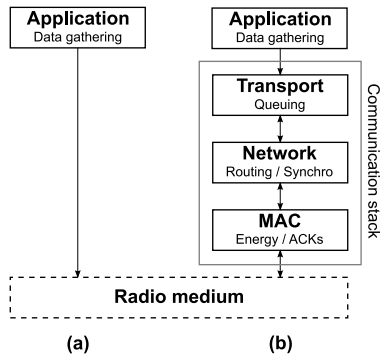 Application
Data gathering
Application
Data gathering
Transport
Queuing
Network
Routing / Synchro
MAC
Energy / ACKs
Communication stack
Radio medium
(a)
(b)